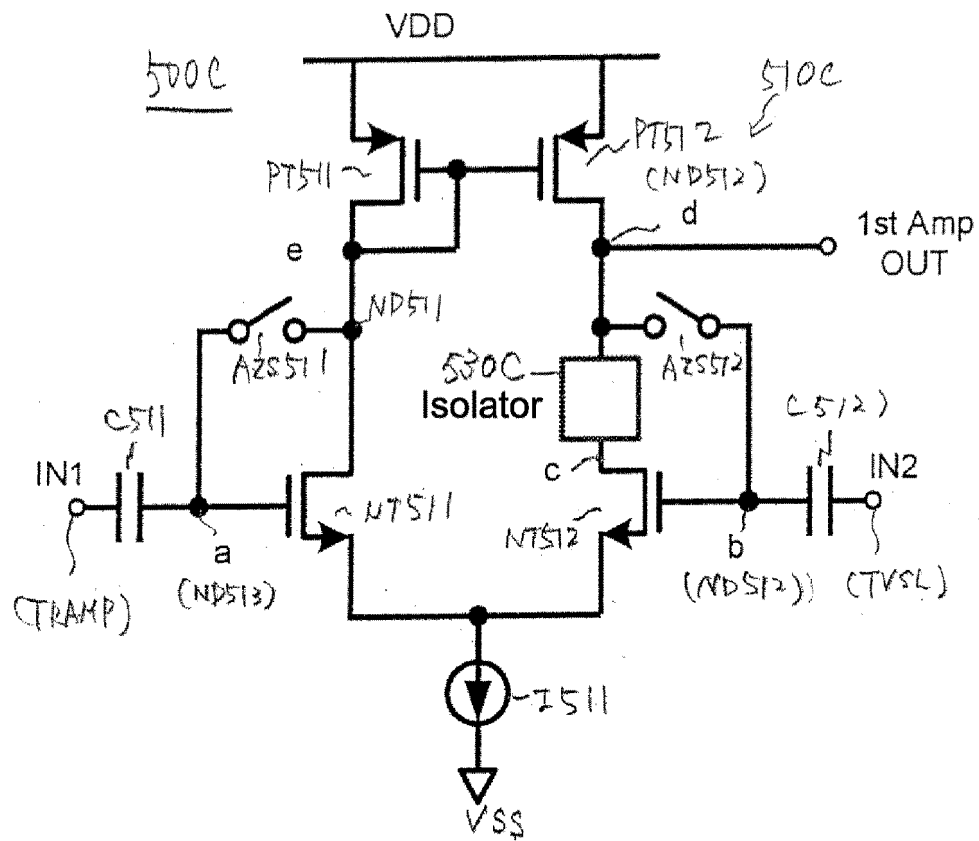 VDD
500C
510C
PT511
PT512
(ND512)
d
1st Amp
OUT
e
ND511
AZS511
530C
AZS512
Isolator
C511
C512)
IN1
IN2
c
NT511
NT512
a
b
(ND513)
(ND512))
(TRAMP)
(TVSL)
I511
VSS